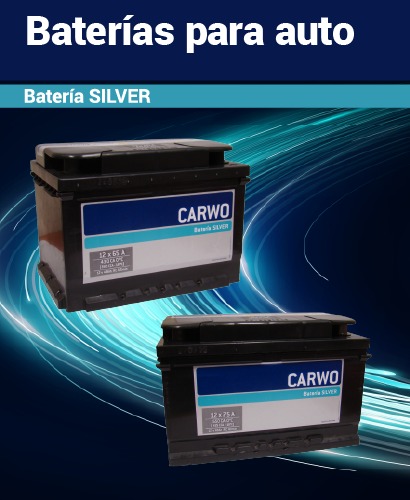 Baterías para auto
Batería SILVER
CARWO
Batería SILVER
12 x 65 A
CARWO
Batería SILVER
12 x 75 A